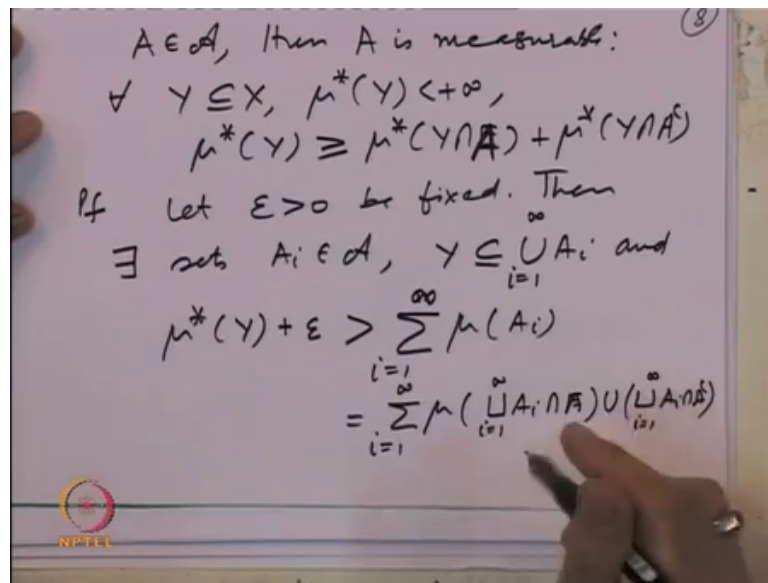 8
A ∈ 𝒜, then A is measurable:
∀ Y ⊆ X, μ*(Y) < +∞,
μ*(Y) ≥ μ*(Y∩A) + μ*(Y∩Aᶜ)
Pf Let ε > 0 be fixed. Then
∃ sets Aᵢ ∈ 𝒜, Y ⊆ ⋃_{i=1}^{∞} Aᵢ and
μ*(Y) + ε > ∑_{i=1}^{∞} μ(Aᵢ)
= ∑_{i=1}^{∞} μ(⊔_{i=1}^{∞} Aᵢ∩A) ∪ (⊔_{i=1}^{∞} Aᵢ∩Aᶜ)
NPTEL